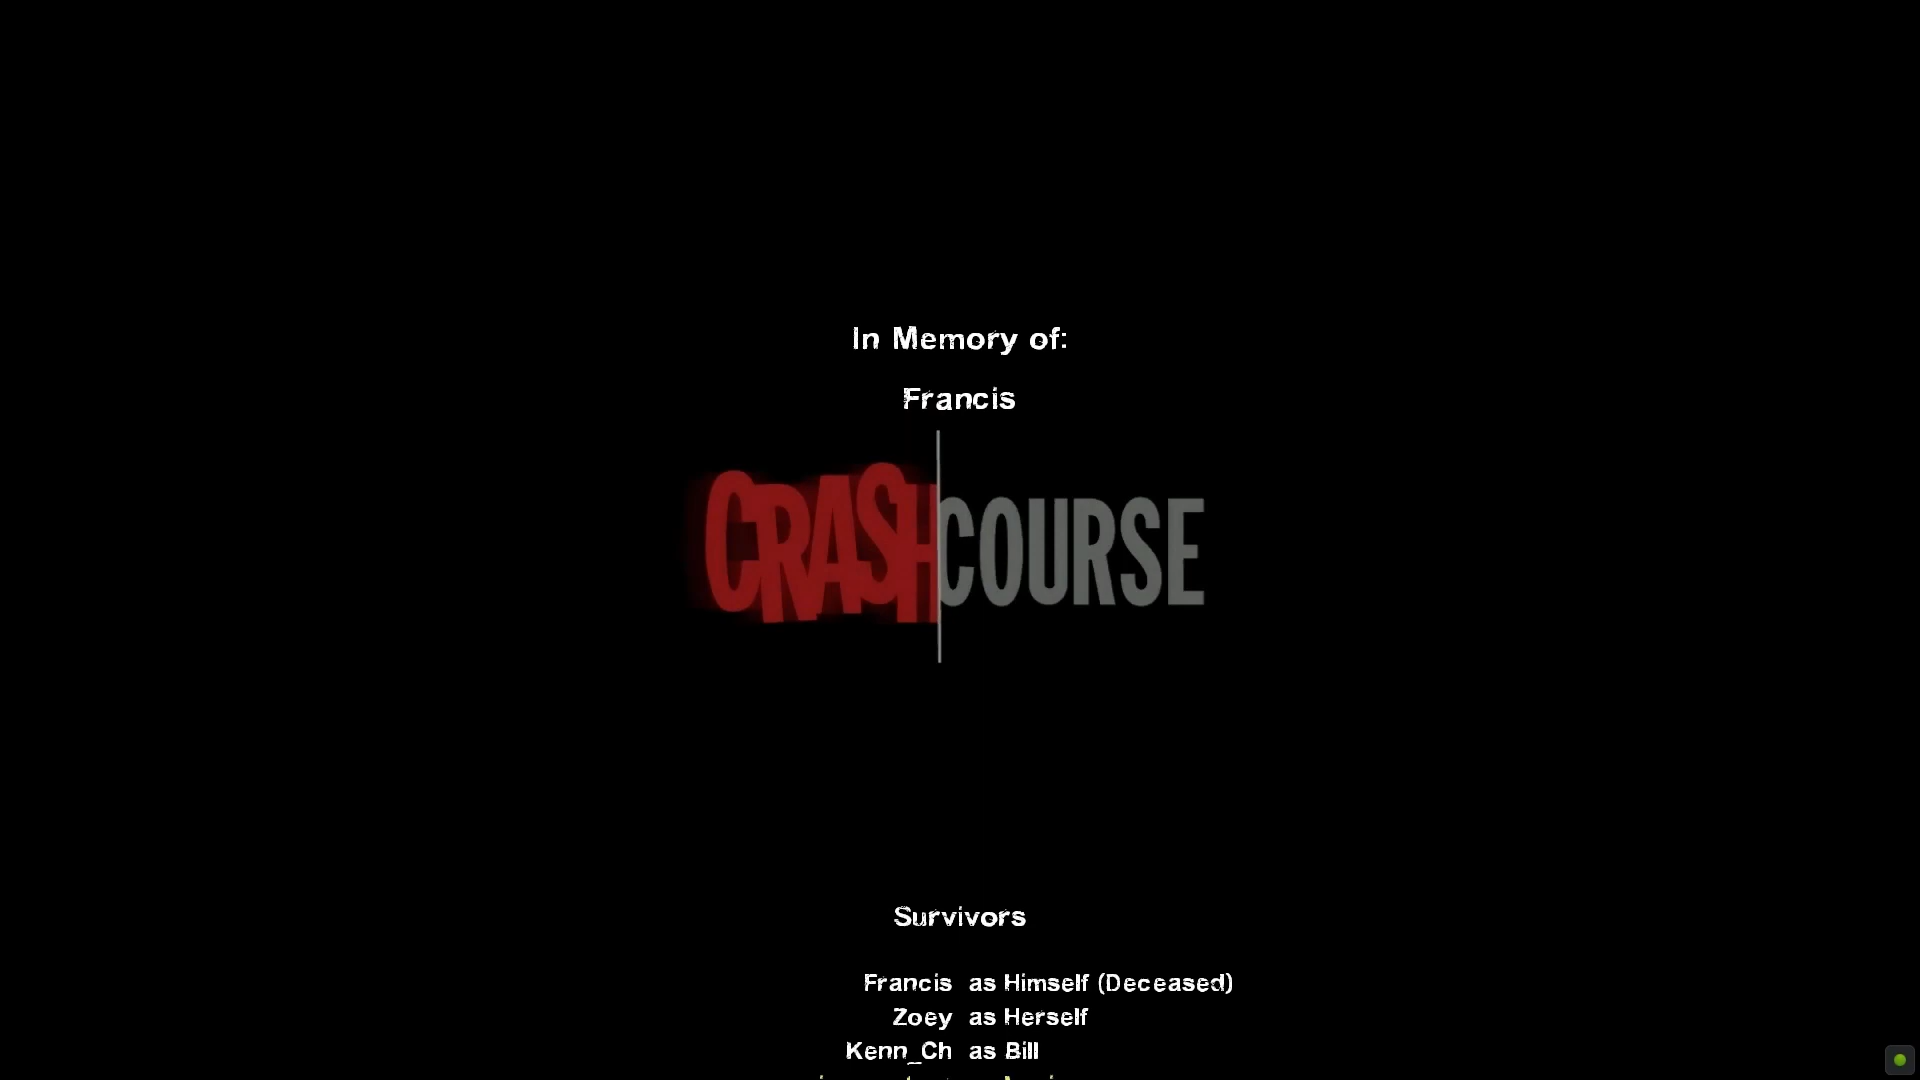 In Memory of:
Francis
CRASH COURSE
Survivors
Francis as Himself (Deceased)
Zoey as Herself
Kenn_Ch as Bill